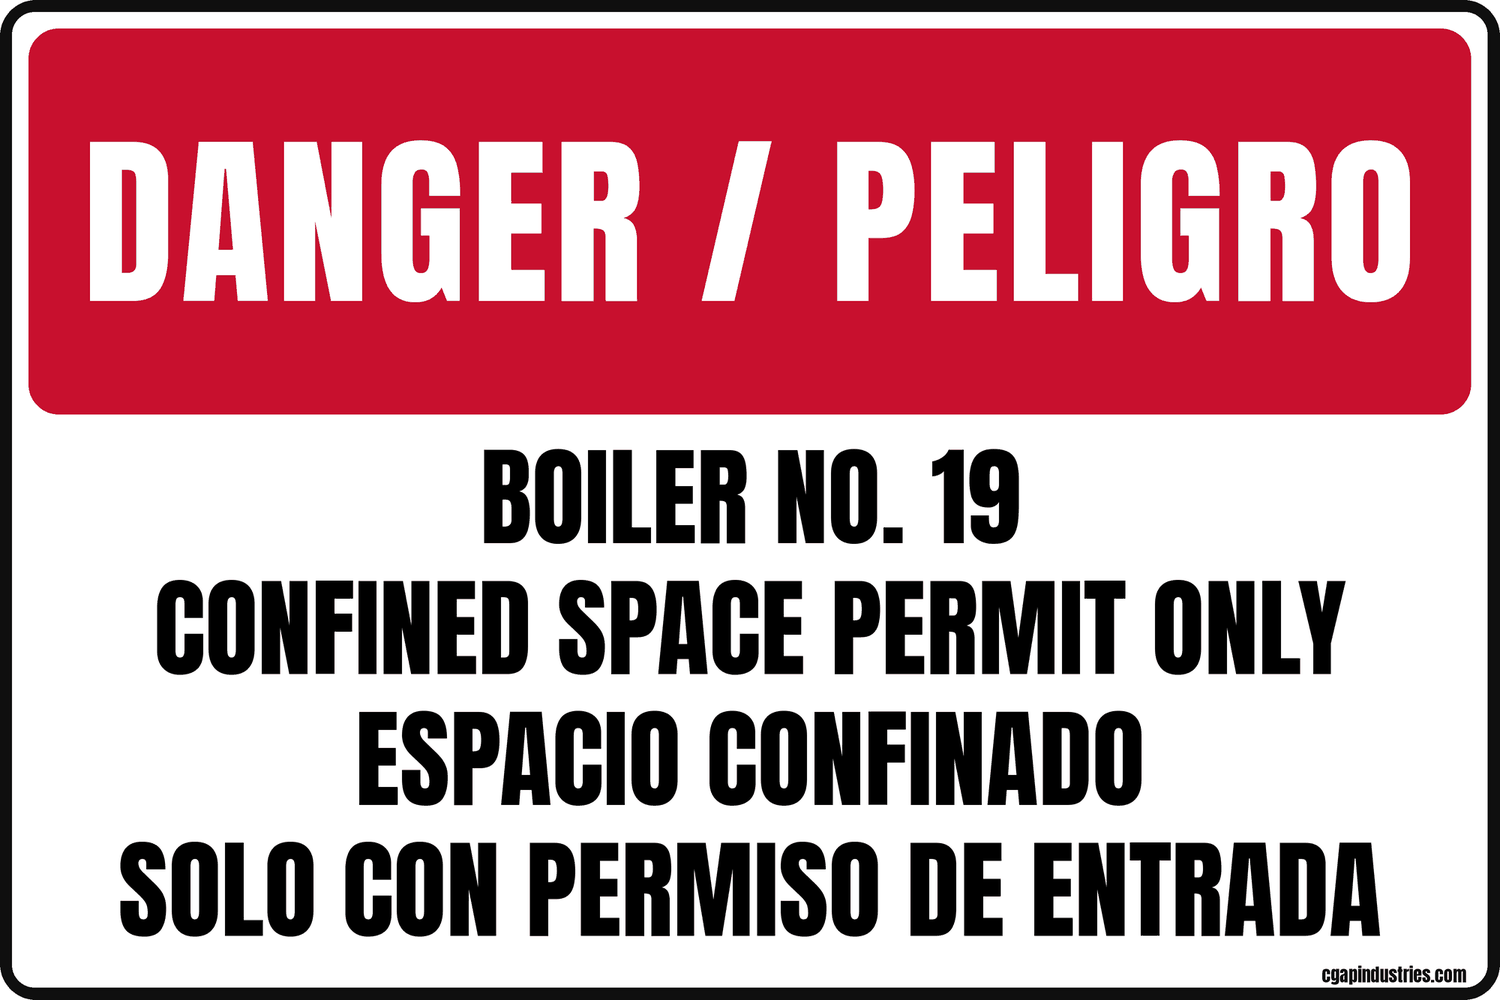 DANGER / PELIGRO
BOILER NO. 19
CONFINED SPACE PERMIT ONLY
ESPACIO CONFINADO
SOLO CON PERMISO DE ENTRADA
cgapindustries.com